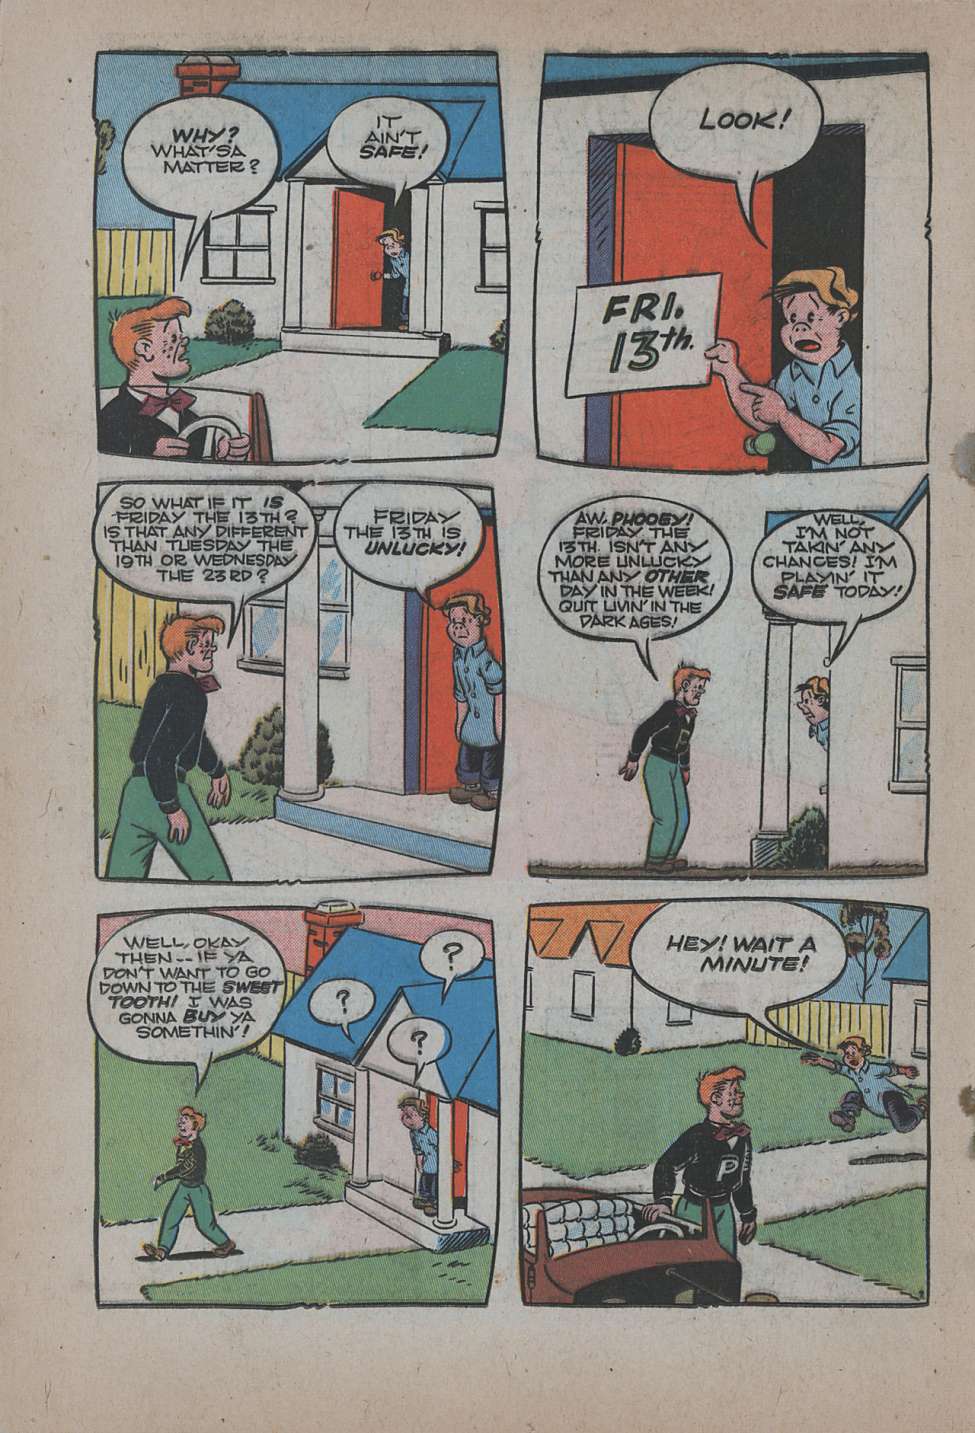 WHY?
WHAT'SA
MATTER?
IT
AIN'T
SAFE!
LOOK!
FRI.
13th.
SO WHAT IF IT IS
FRIDAY THE 13TH?
IS THAT ANY DIFFERENT
THAN TUESDAY THE
19TH OR WEDNESDAY
THE 23RD?
FRIDAY
THE 13TH IS
UNLUCKY!
AW, PHOOEY!
FRIDAY THE
13TH. ISN'T ANY
MORE UNLUCKY
THAN ANY OTHER
DAY IN THE WEEK!
QUIT LIVIN' IN THE
DARK AGES!
WELL,
I'M NOT
TAKIN' ANY
CHANCES! I'M
PLAYIN' IT
SAFE TODAY!
WELL, OKAY
THEN -- IF YA
DON'T WANT TO GO
DOWN TO THE SWEET
TOOTH! I WAS
GONNA BUY YA
SOMETHIN'!
?
?
?
HEY! WAIT A
MINUTE!
P